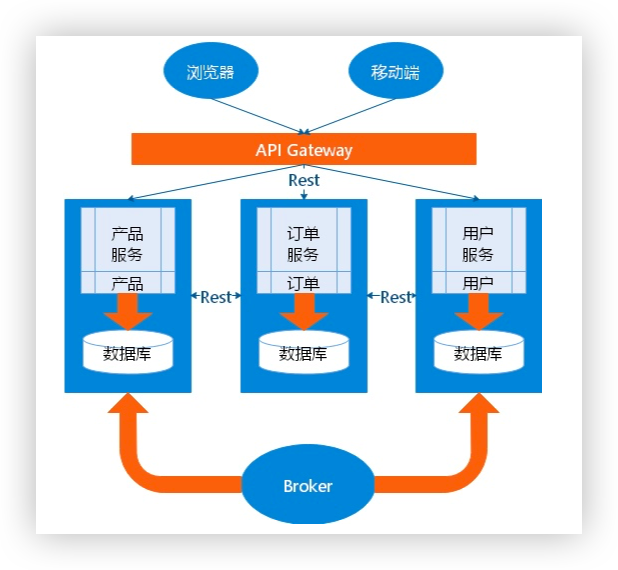 浏览器
移动端
API Gateway
Rest
产品
服务
产品
数据库
订单
服务
订单
数据库
用户
服务
用户
数据库
Rest
Rest
Broker